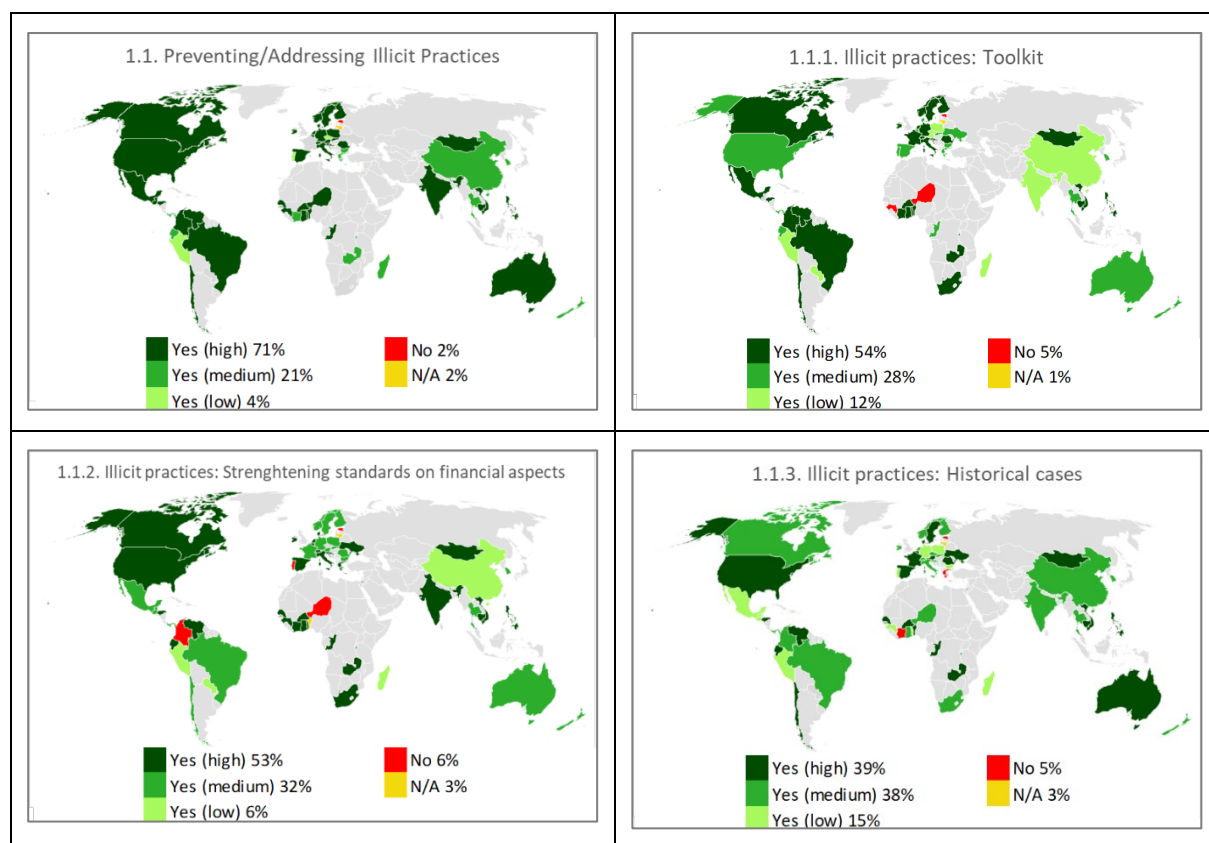 1.1. Preventing/Addressing Illicit Practices
Yes (high) 71%
Yes (medium) 21%
Yes (low) 4%
No 2%
N/A 2%
1.1.1. Illicit practices: Toolkit
Yes (high) 54%
Yes (medium) 28%
Yes (low) 12%
No 5%
N/A 1%
1.1.2. Illicit practices: Strenghtening standards on financial aspects
Yes (high) 53%
Yes (medium) 32%
Yes (low) 6%
No 6%
N/A 3%
1.1.3. Illicit practices: Historical cases
Yes (high) 39%
Yes (medium) 38%
Yes (low) 15%
No 5%
N/A 3%